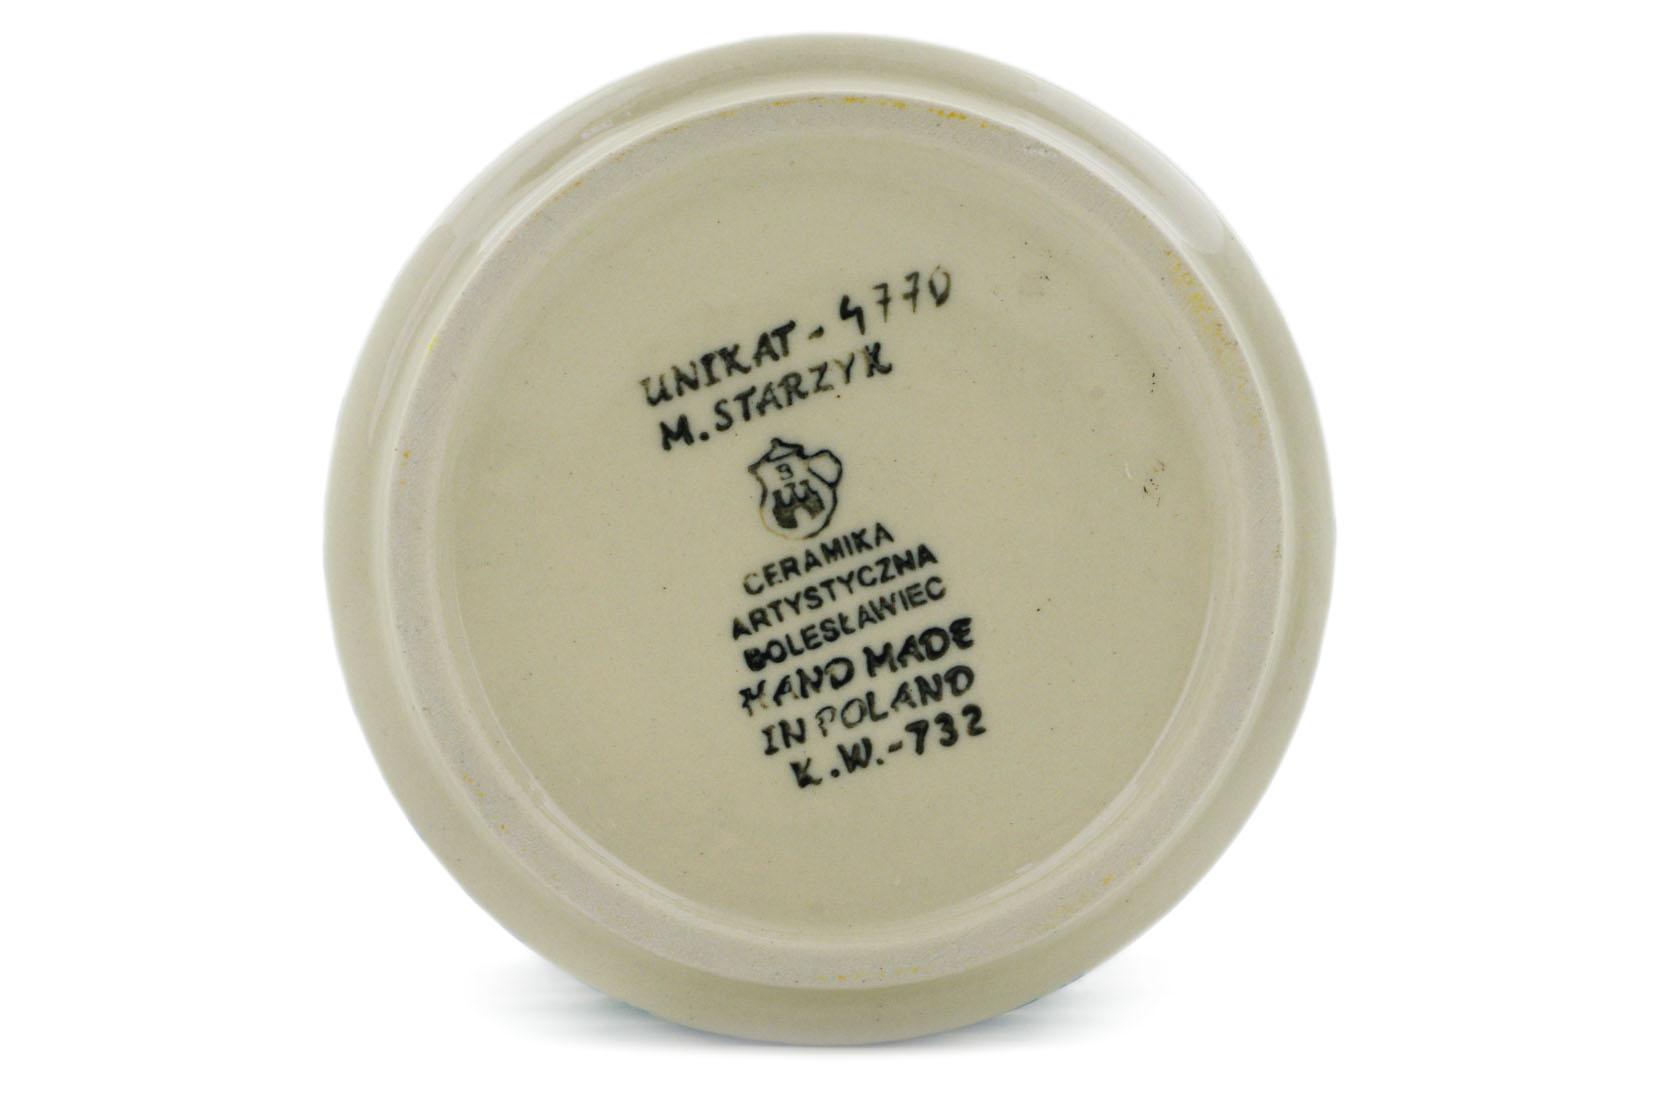 UNIKAT - 4770
M. STARZYK
B
CERAMIKA
ARTYSTYCZNA
BOLESŁAWIEC
HAND MADE
IN POLAND
K.W.-732